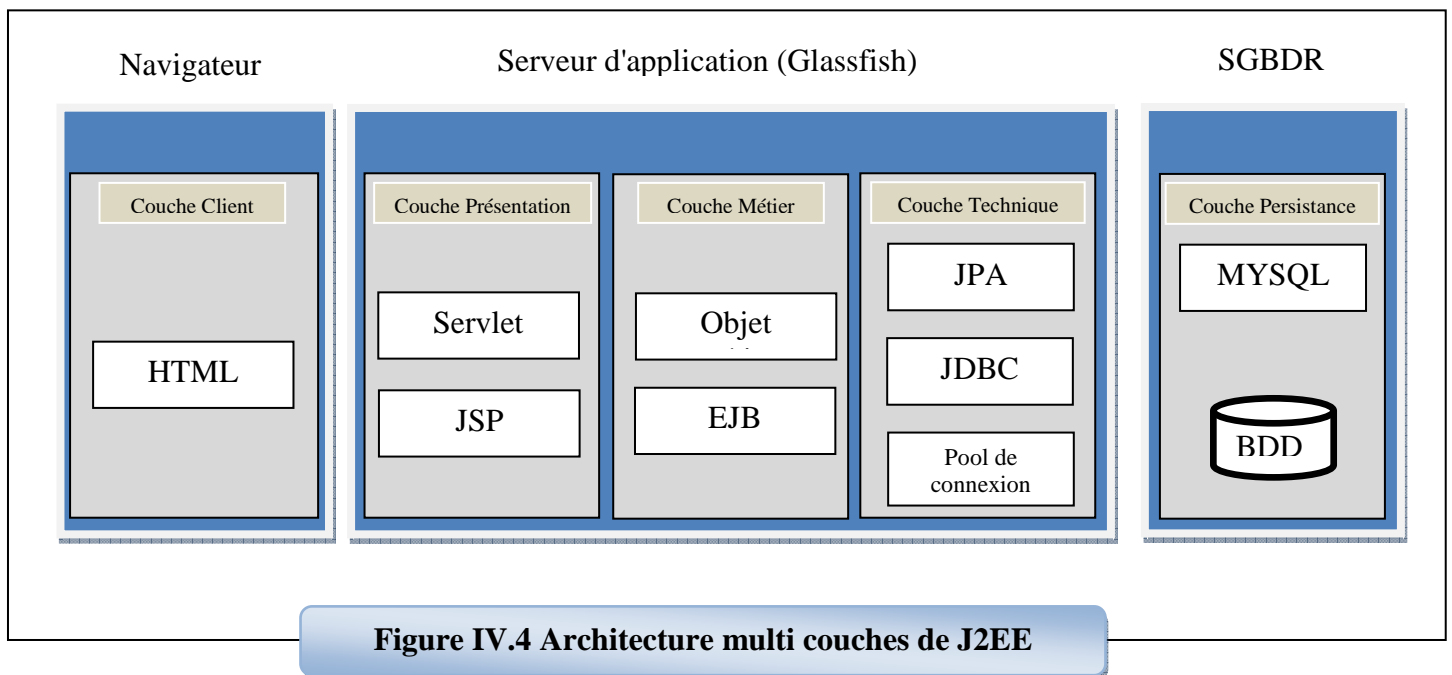 Navigateur
Serveur d'application (Glassfish)
SGBDR
Couche Client
Couche Présentation
Couche Métier
Couche Technique
Couche Persistance
HTML
Servlet
JSP
Objet
EJB
JPA
JDBC
Pool de
connexion
MYSQL
BDD
Figure IV.4 Architecture multi couches de J2EE